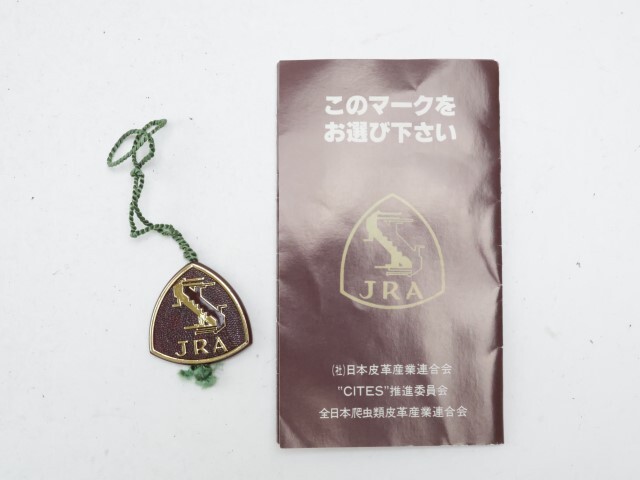 このマークを
お選び下さい
JRA
JRA
(社)日本皮革産業連合会
"CITES"推進委員会
全日本爬虫類皮革産業連合会